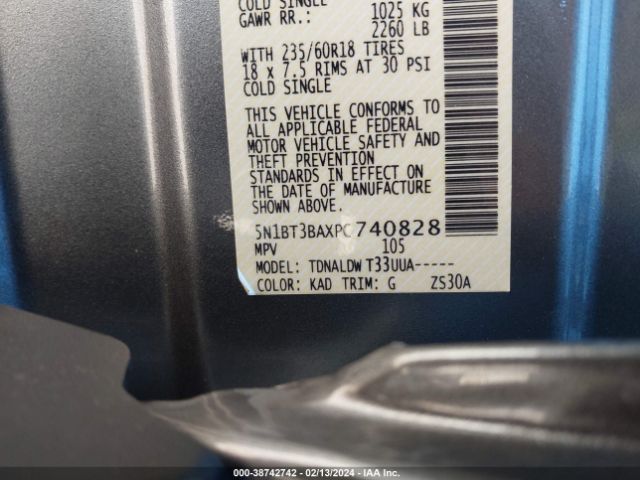 COLD SINGLE
GAWR RR.: 1025 KG
2260 LB
WITH 235/60R18 TIRES
18 x 7.5 RIMS AT 30 PSI
COLD SINGLE
THIS VEHICLE CONFORMS TO
ALL APPLICABLE FEDERAL
MOTOR VEHICLE SAFETY AND
THEFT PREVENTION
STANDARDS IN EFFECT ON
THE DATE OF MANUFACTURE
SHOWN ABOVE.
5N1BT3BAXPC740828
MPV 105
MODEL: TDNALDW T33UUA-----
COLOR: KAD TRIM: G ZS30A
000-38742742 - 02/13/2024 - IAA Inc.